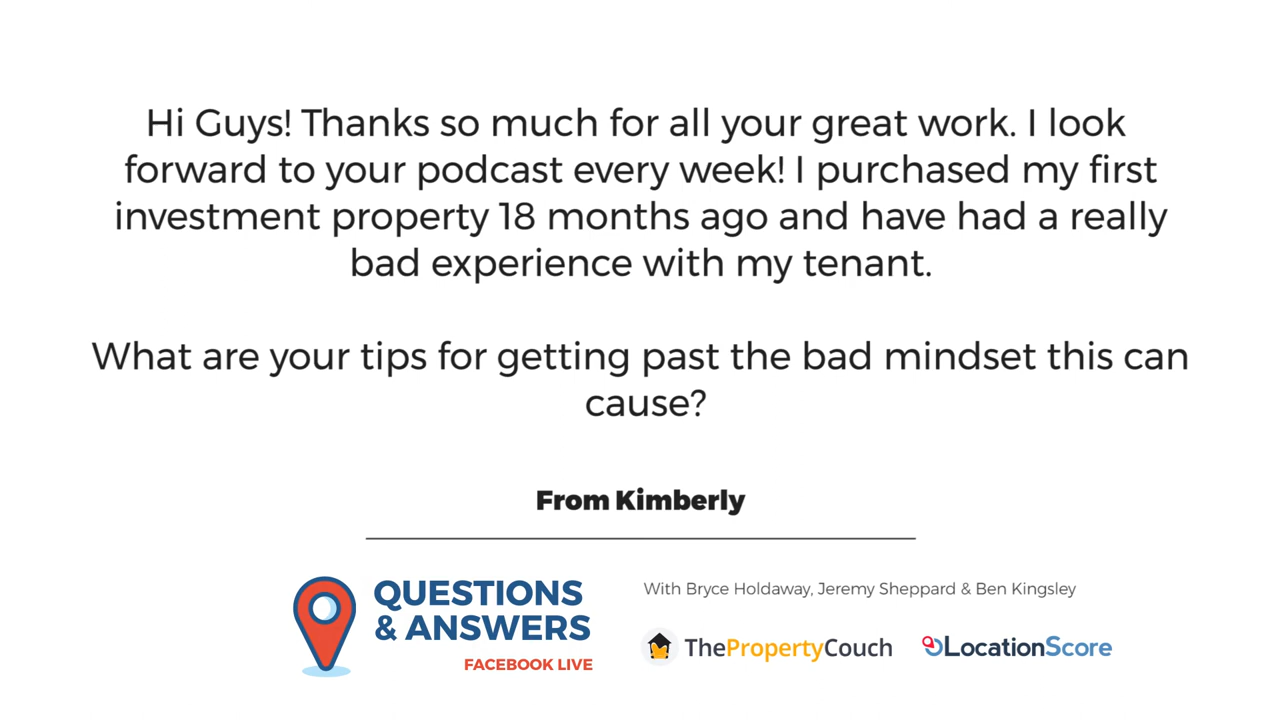 Hi Guys! Thanks so much for all your great work. I look
forward to your podcast every week! I purchased my first
investment property 18 months ago and have had a really
bad experience with my tenant.
What are your tips for getting past the bad mindset this can
cause?
From Kimberly
QUESTIONS
& ANSWERS
FACEBOOK LIVE
With Bryce Holdaway, Jeremy Sheppard & Ben Kingsley
ThePropertyCouch
LocationScore